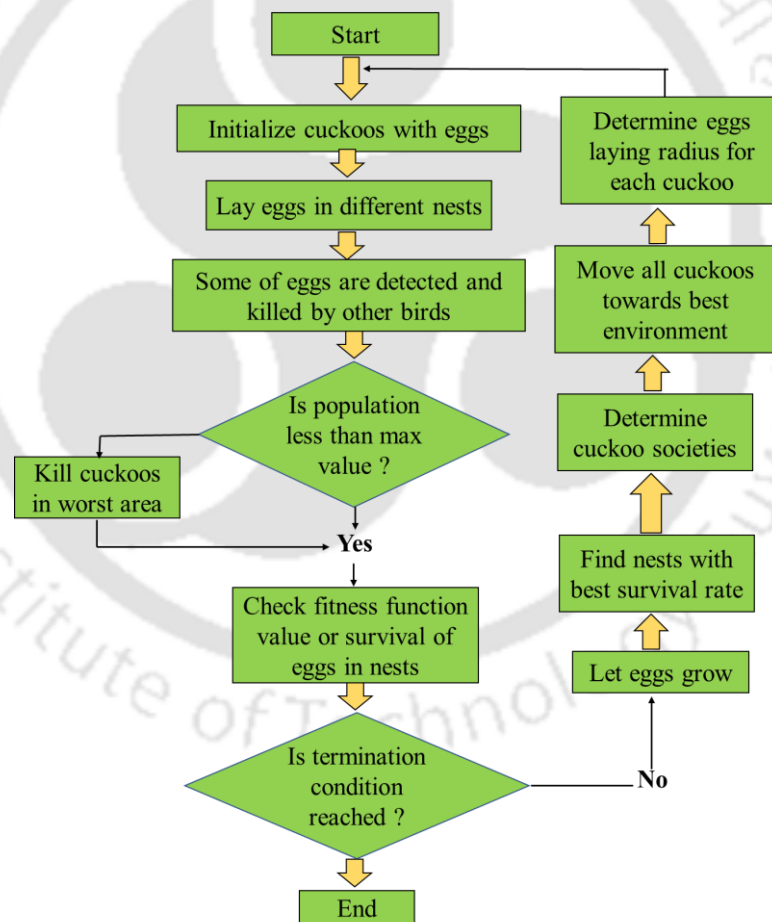 Start
Initialize cuckoos with eggs
Lay eggs in different nests
Some of eggs are detected and
killed by other birds
Is population
less than max
value ?
Kill cuckoos
in worst area
Yes
Check fitness function
value or survival of
eggs in nests
Is termination
condition
reached ?
End
No
Let eggs grow
Find nests with
best survival rate
Determine
cuckoo societies
Move all cuckoos
towards best
environment
Determine eggs
laying radius for
each cuckoo
stitute of Technology